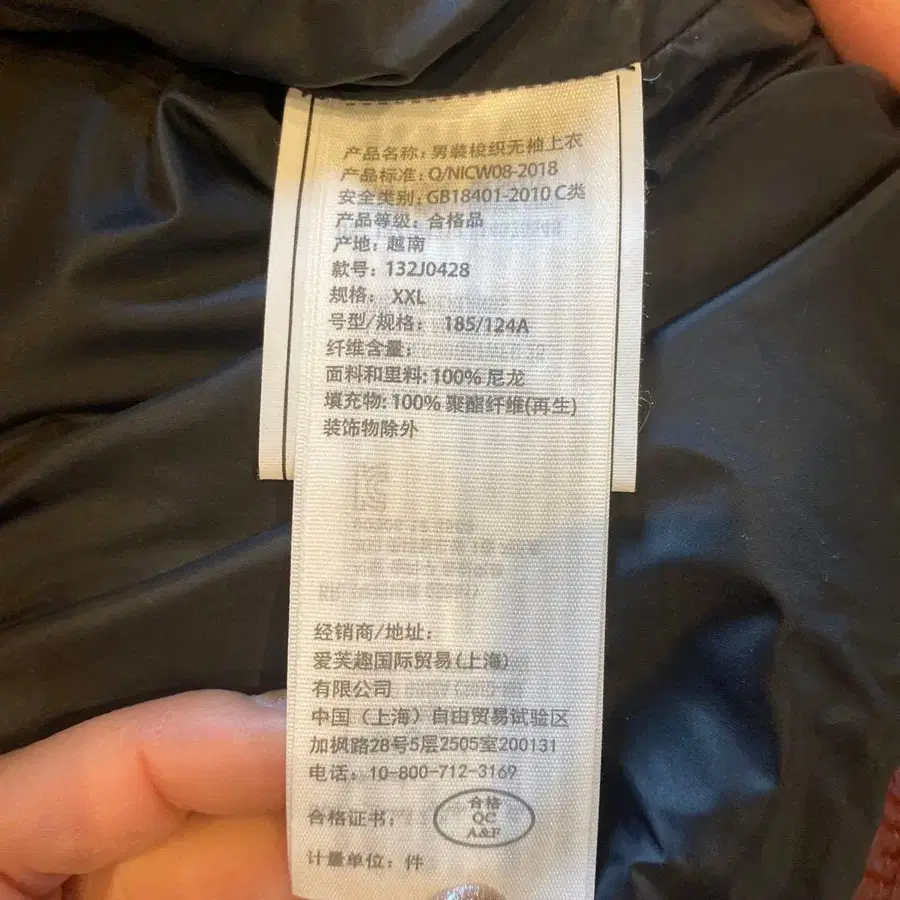 产品名称：男装梭织无袖上衣
产品标准：Q/NICW08-2018
安全类别：GB18401-2010 C类
产品等级：合格品
产地：越南
款号：132J0428
规格： XXL
号型/规格： 185/124A
纤维含量：
面料和里料: 100% 尼龙
填充物: 100% 聚酯纤维(再生)
装饰物除外
经销商/地址：
爱芙趣国际贸易(上海)
有限公司
中国（上海）自由贸易试验区
加枫路28号5层2505室200131
电话：10-800-712-3169
合格证书：
合格
QC
A&F
计量单位：件